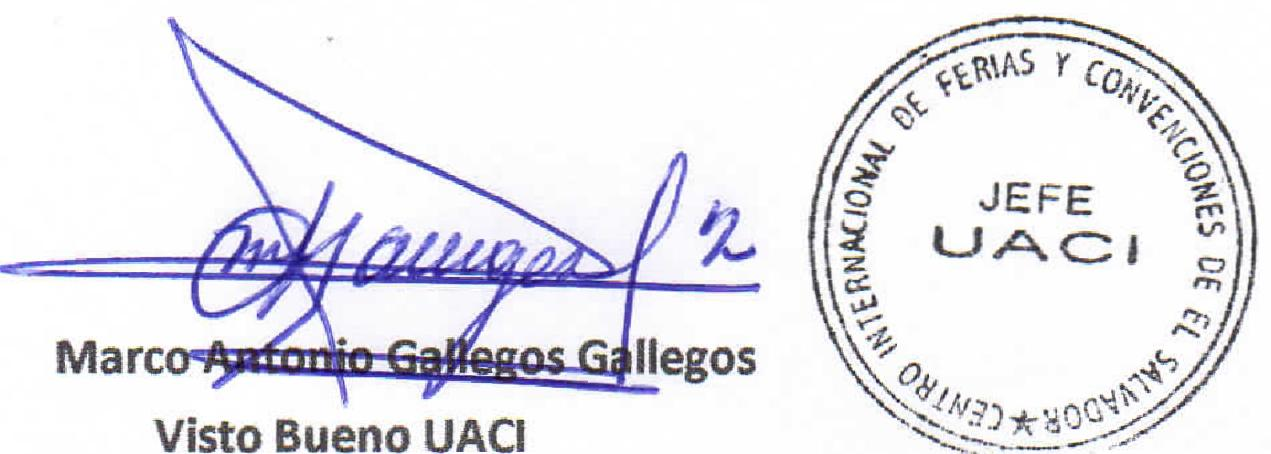 Marco Antonio Gallegos Gallegos
Visto Bueno UACI
CENTRO INTERNACIONAL DE FERIAS Y CONVENCIONES DE EL SALVADOR ★
JEFE
UACI